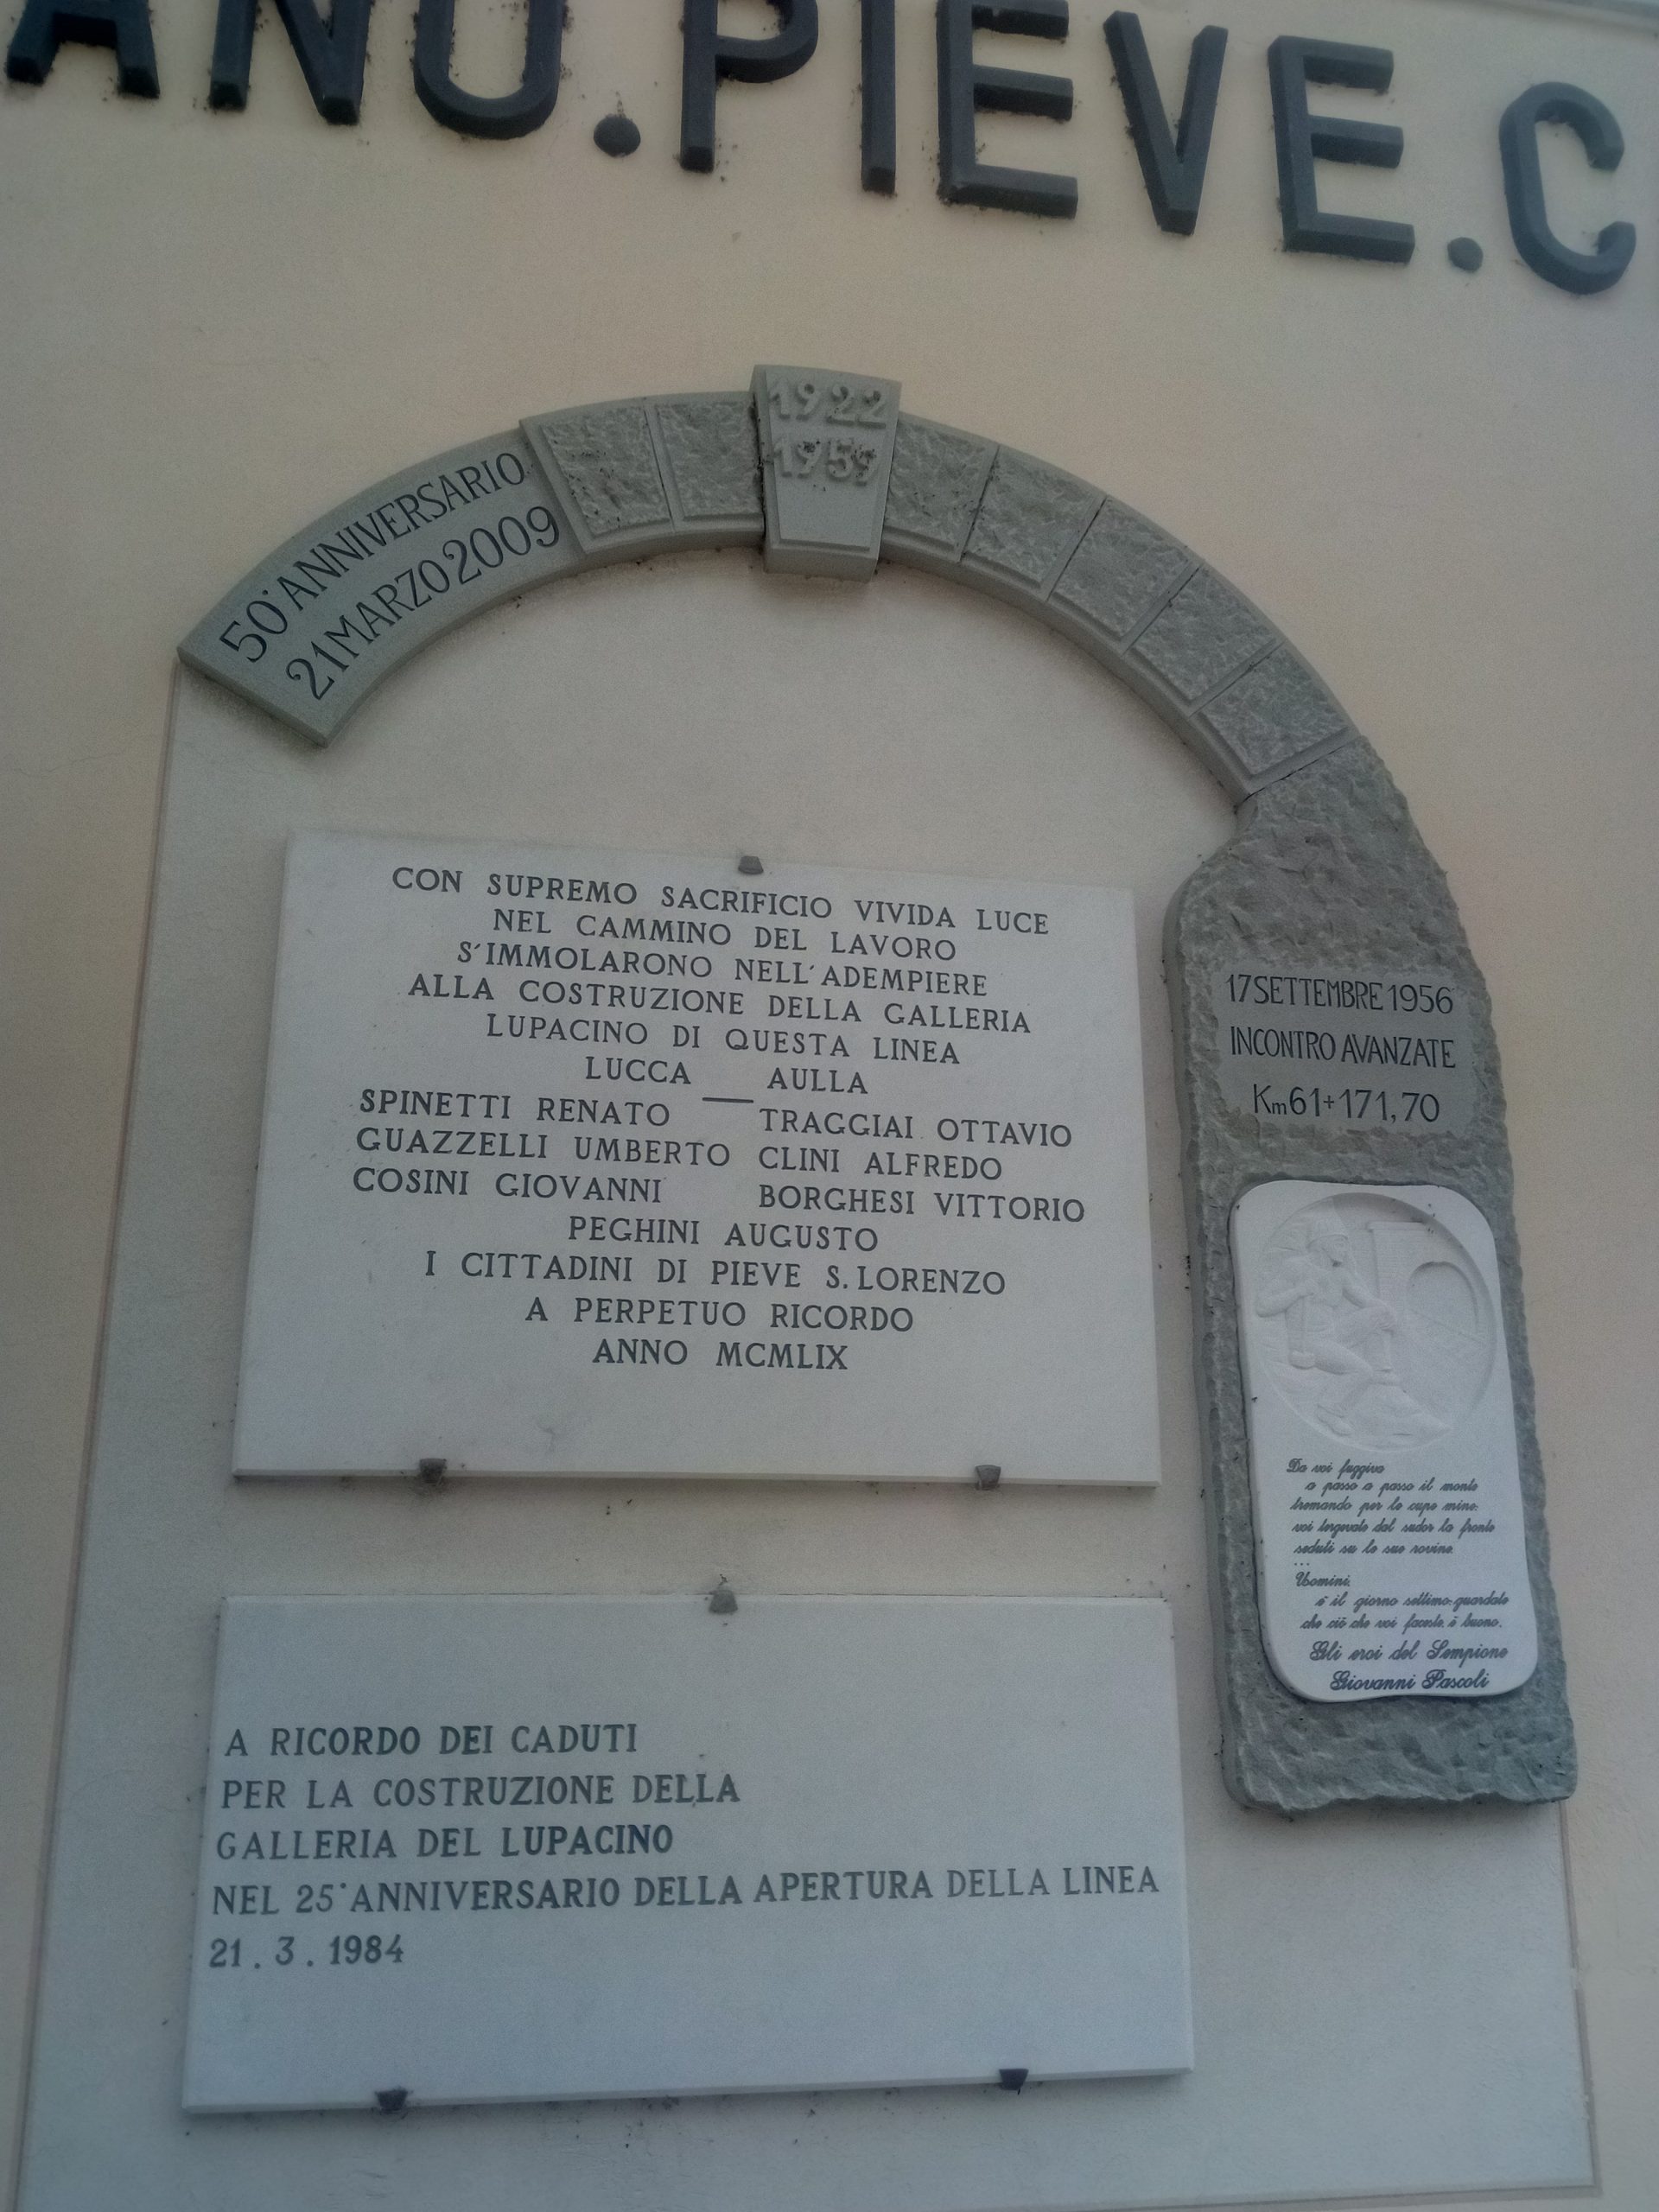 ANO.PIEVE.C
1922
1959
50°ANNIVERSARIO
21MARZO2009
CON SUPREMO SACRIFICIO VIVIDA LUCE
NEL CAMMINO DEL LAVORO
S'IMMOLARONO NELL'ADEMPIERE
ALLA COSTRUZIONE DELLA GALLERIA
LUPACINO DI QUESTA LINEA
LUCCA — AULLA
SPINETTI RENATO TRAGGIAI OTTAVIO
GUAZZELLI UMBERTO CLINI ALFREDO
COSINI GIOVANNI BORGHESI VITTORIO
PEGHINI AUGUSTO
I CITTADINI DI PIEVE S. LORENZO
A PERPETUO RICORDO
ANNO MCMLIX
17 SETTEMBRE 1956
INCONTRO AVANZATE
Km61+171,70
Da voi fuggiva
a passo a passo il monte
tremando per le cupe mine:
voi tergevate dal sudor la fronte
seduti su le sue rovine.
...
Uomini,
è il giorno settimo: guardate
che ciò che voi faceste, è buono.
Gli eroi del Sempione
Giovanni Pascoli
A RICORDO DEI CADUTI
PER LA COSTRUZIONE DELLA
GALLERIA DEL LUPACINO
NEL 25°ANNIVERSARIO DELLA APERTURA DELLA LINEA
21.3.1984